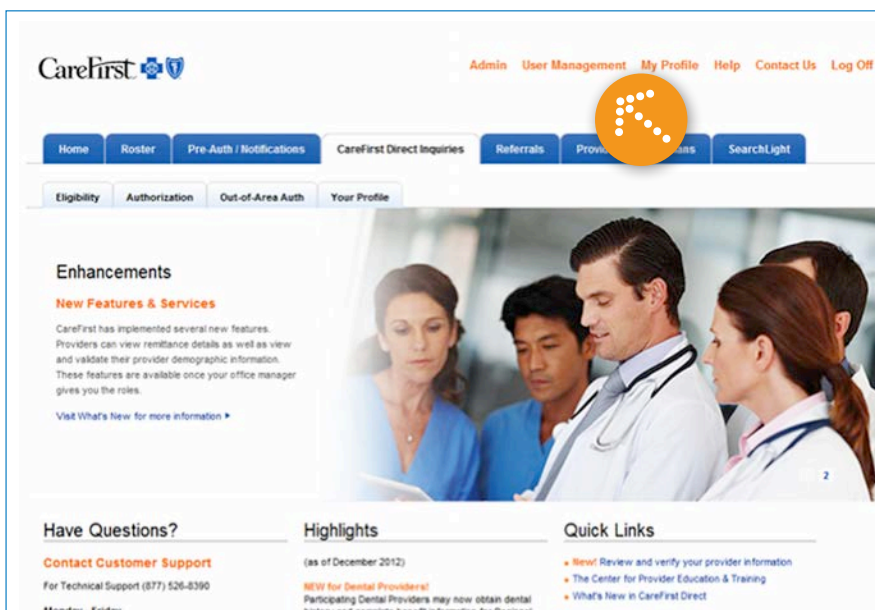 CareFirst
Admin User Management My Profile Help Contact Us Log Off
Home Roster Pre-Auth / Notifications CareFirst Direct Inquiries Referrals SearchLight
Eligibility Authorization Out-of-Area Auth Your Profile
Enhancements
New Features & Services
CareFirst has implemented several new features.
Providers can view remittance details as well as view
and validate their provider demographic information.
These features are available once your office manager
gives you the roles.
Visit What's New for more information
2
Have Questions?
Contact Customer Support
For Technical Support (877) 526-8390
Highlights
(as of December 2012)
NEW for Dental Providers!
Participating Dental Providers may now obtain dental
Quick Links
New! Review and verify your provider information
The Center for Provider Education & Training
What's New in CareFirst Direct